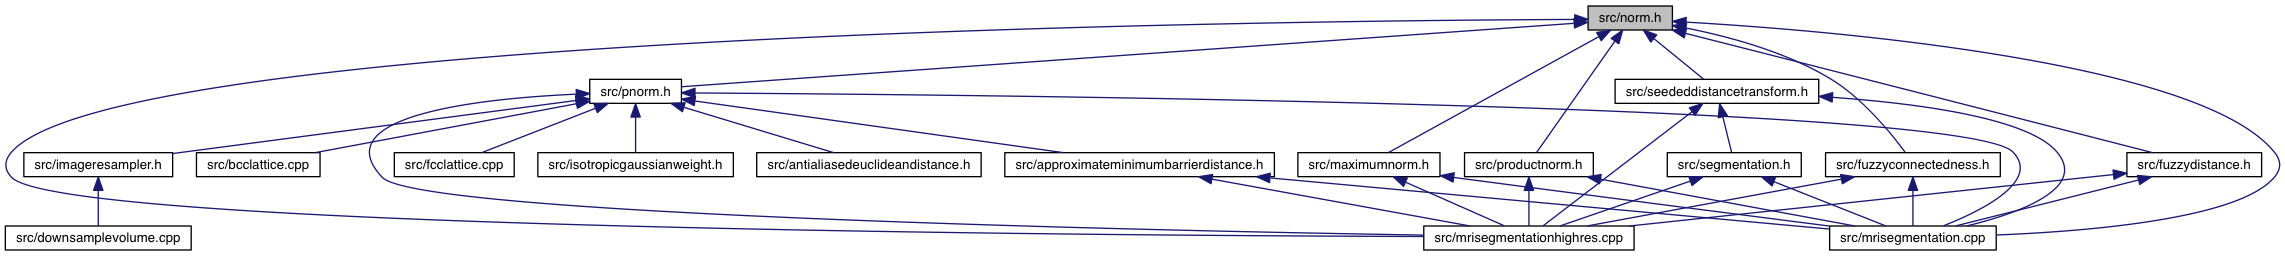 src/norm.h
src/pnorm.h
src/seededdistancetransform.h
src/imageresampler.h
src/bcclattice.cpp
src/fcclattice.cpp
src/isotropicgaussianweight.h
src/antialiasedeuclideandistance.h
src/approximateminimumbarrierdistance.h
src/maximumnorm.h
src/productnorm.h
src/segmentation.h
src/fuzzyconnectedness.h
src/fuzzydistance.h
src/downsamplevolume.cpp
src/mrisegmentationhighres.cpp
src/mrisegmentation.cpp